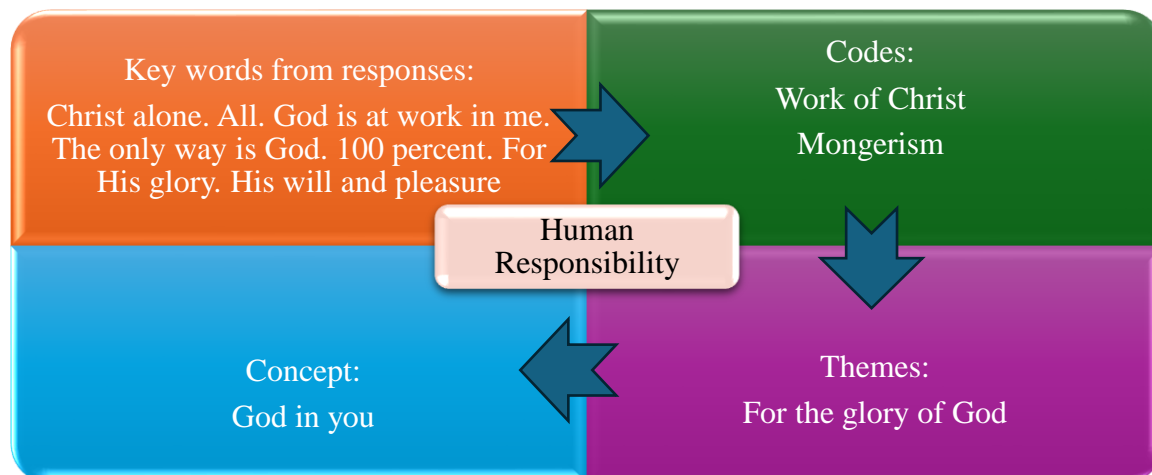 Key words from responses:
Christ alone. All. God is at work in me.
The only way is God. 100 percent. For
His glory. His will and pleasure
Codes:
Work of Christ
Mongerism
Human
Responsibility
Concept:
God in you
Themes:
For the glory of God